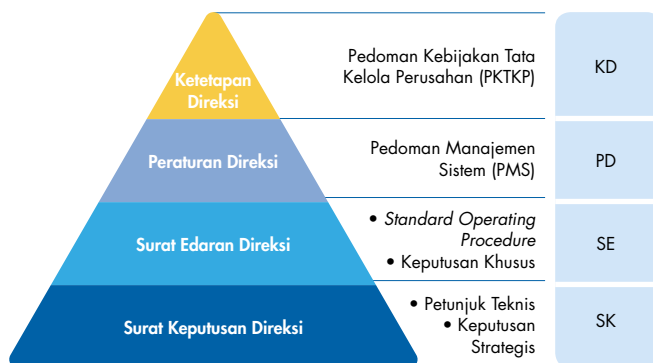 Ketetapan
Direksi
Pedoman Kebijakan Tata
Kelola Perusahan (PKTKP)
KD
Peraturan Direksi
Pedoman Manajemen
Sistem (PMS)
PD
Surat Edaran Direksi
• Standard Operating
Procedure
• Keputusan Khusus
SE
Surat Keputusan Direksi
• Petunjuk Teknis
• Keputusan
Strategis
SK